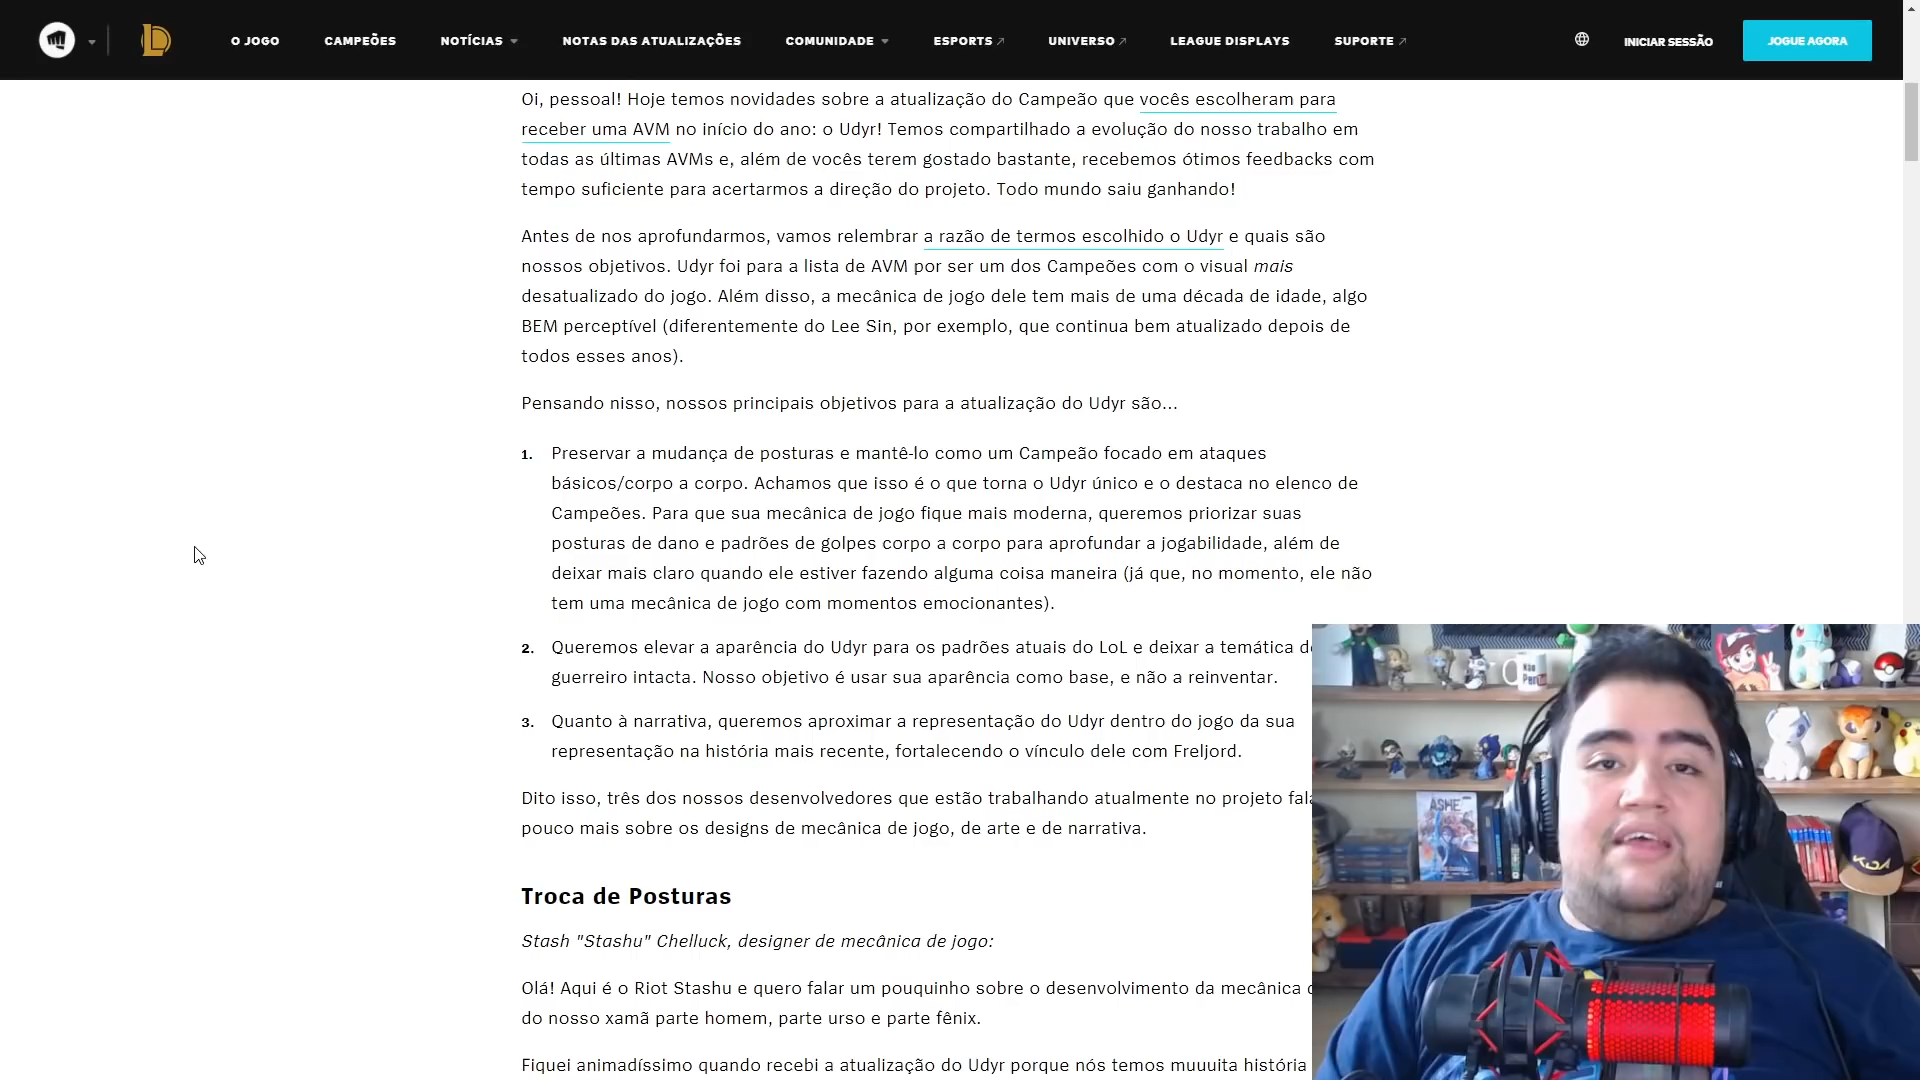 O JOGO CAMPEÕES NOTÍCIAS NOTAS DAS ATUALIZAÇÕES COMUNIDADE ESPORTS UNIVERSO LEAGUE DISPLAYS SUPORTE INICIAR SESSÃO JOGUE AGORA
Oi, pessoal! Hoje temos novidades sobre a atualização do Campeão que vocês escolheram para
receber uma AVM no início do ano: o Udyr! Temos compartilhado a evolução do nosso trabalho em
todas as últimas AVMs e, além de vocês terem gostado bastante, recebemos ótimos feedbacks com
tempo suficiente para acertarmos a direção do projeto. Todo mundo saiu ganhando!
Antes de nos aprofundarmos, vamos relembrar a razão de termos escolhido o Udyr e quais são
nossos objetivos. Udyr foi para a lista de AVM por ser um dos Campeões com o visual mais
desatualizado do jogo. Além disso, a mecânica de jogo dele tem mais de uma década de idade, algo
BEM perceptível (diferentemente do Lee Sin, por exemplo, que continua bem atualizado depois de
todos esses anos).
Pensando nisso, nossos principais objetivos para a atualização do Udyr são...
1. Preservar a mudança de posturas e mantê-lo como um Campeão focado em ataques
básicos/corpo a corpo. Achamos que isso é o que torna o Udyr único e o destaca no elenco de
Campeões. Para que sua mecânica de jogo fique mais moderna, queremos priorizar suas
posturas de dano e padrões de golpes corpo a corpo para aprofundar a jogabilidade, além de
deixar mais claro quando ele estiver fazendo alguma coisa maneira (já que, no momento, ele não
tem uma mecânica de jogo com momentos emocionantes).
2. Queremos elevar a aparência do Udyr para os padrões atuais do LoL e deixar a temática
guerreiro intacta. Nosso objetivo é usar sua aparência como base, e não a reinventar.
3. Quanto à narrativa, queremos aproximar a representação do Udyr dentro do jogo da sua
representação na história mais recente, fortalecendo o vínculo dele com Freljord.
Dito isso, três dos nossos desenvolvedores que estão trabalhando atualmente no projeto
pouco mais sobre os designs de mecânica de jogo, de arte e de narrativa.
Troca de Posturas
Stash "Stashu" Chelluck, designer de mecânica de jogo:
Olá! Aqui é o Riot Stashu e quero falar um pouquinho sobre o desenvolvimento da mecânica
do nosso xamã parte homem, parte urso e parte fênix.
Fiquei animadíssimo quando recebi a atualização do Udyr porque nós temos muuuita história
ASHE